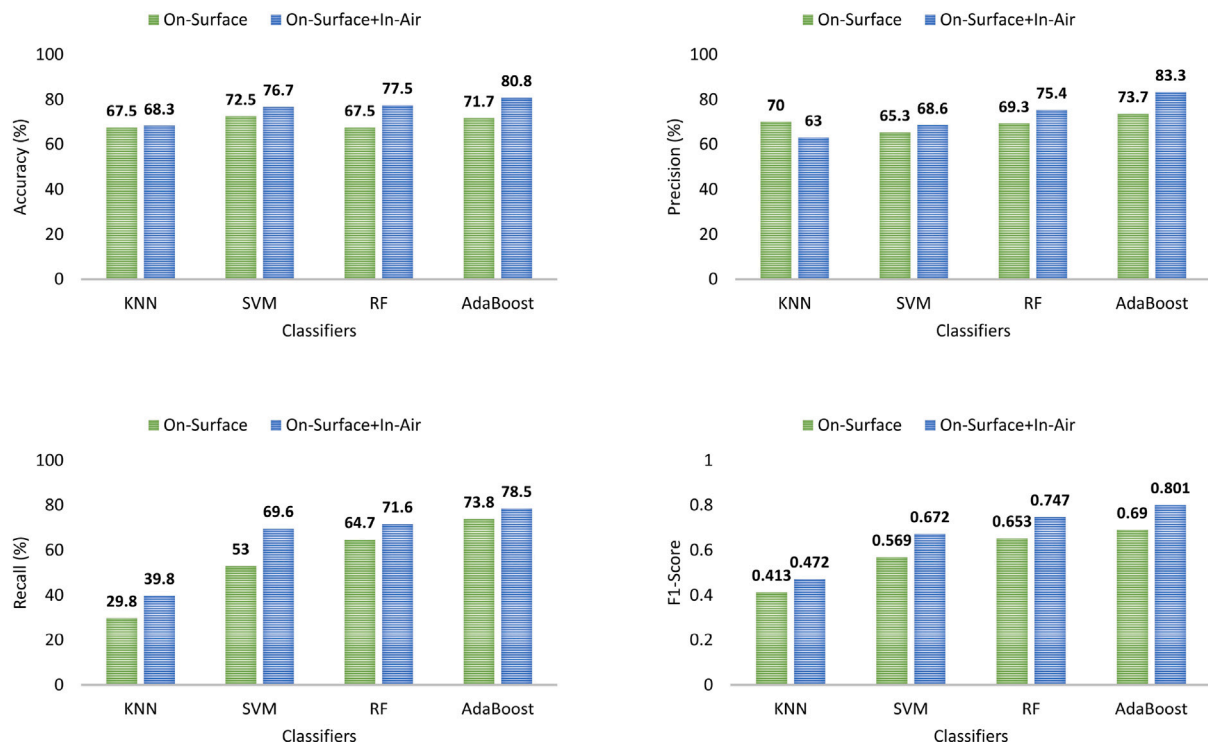 On-Surface On-Surface+In-Air
100
80
60
40
20
0
Accuracy (%)
67.5 68.3 72.5 76.7 67.5 77.5 71.7 80.8
KNN SVM RF AdaBoost
Classifiers
On-Surface On-Surface+In-Air
100
80
60
40
20
0
Precision (%)
70 63 65.3 68.6 69.3 75.4 73.7 83.3
KNN SVM RF AdaBoost
Classifiers
On-Surface On-Surface+In-Air
100
80
60
40
20
0
Recall (%)
29.8 39.8 53 69.6 64.7 71.6 73.8 78.5
KNN SVM RF AdaBoost
Classifiers
On-Surface On-Surface+In-Air
1
0.8
0.6
0.4
0.2
0
F1-Score
0.413 0.472 0.569 0.672 0.653 0.747 0.69 0.801
KNN SVM RF AdaBoost
Classifiers